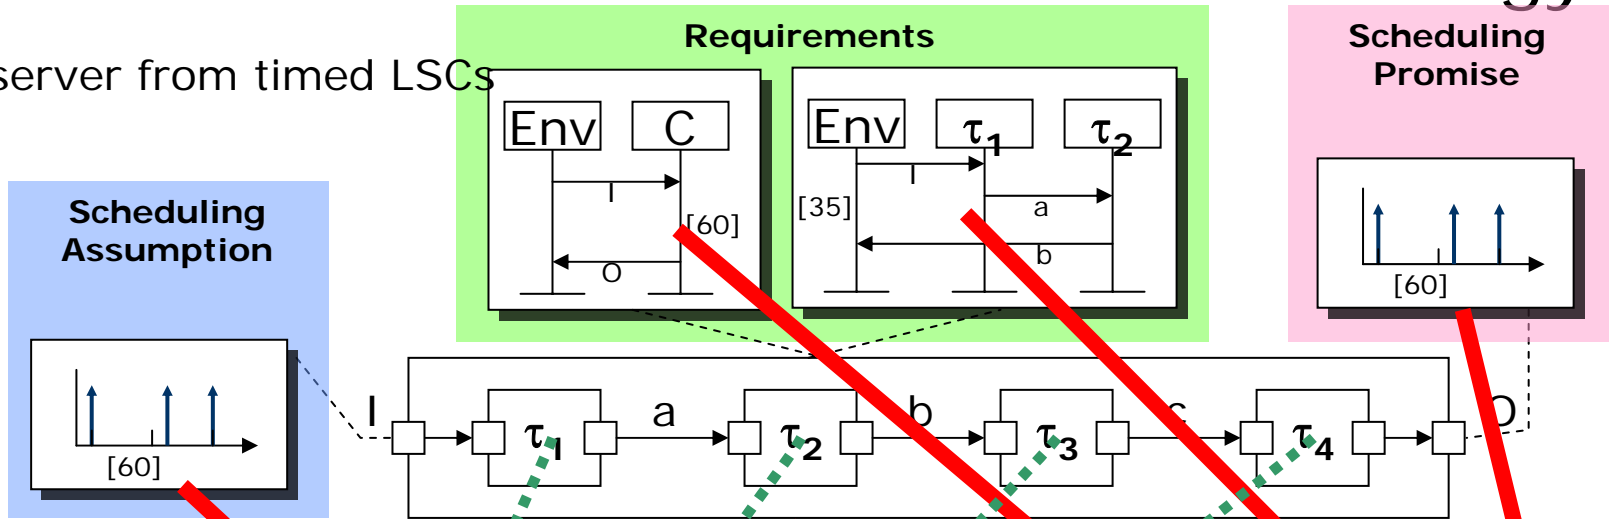 server from timed LSCs
Requirements
Scheduling
Promise
Env C
I
[60]
O
Env τ1 τ2
I
[35]
a
b
[60]
Scheduling
Assumption
[60]
I τ1 a τ2 b τ3 c τ4 O